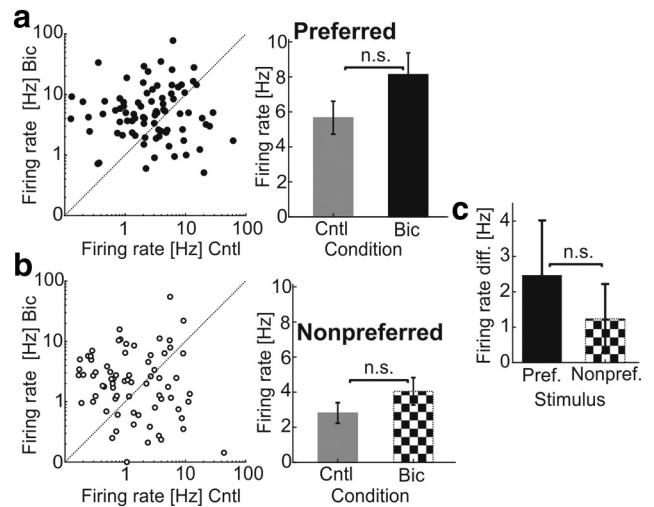 a
100
10
1
0
1
10
100
Firing rate [Hz] Bic
Firing rate [Hz] Cntl
Preferred
n.s.
10
8
6
4
2
0
Firing rate [Hz]
Cntl
Bic
Condition
b
100
10
1
0
1
10
100
Firing rate [Hz] Bic
Firing rate [Hz] Cntl
Nonpreferred
n.s.
10
8
6
4
2
0
Firing rate [Hz]
Cntl
Bic
Condition
c
4
3
2
1
0
Firing rate diff. [Hz]
n.s.
Pref.
Nonpref.
Stimulus